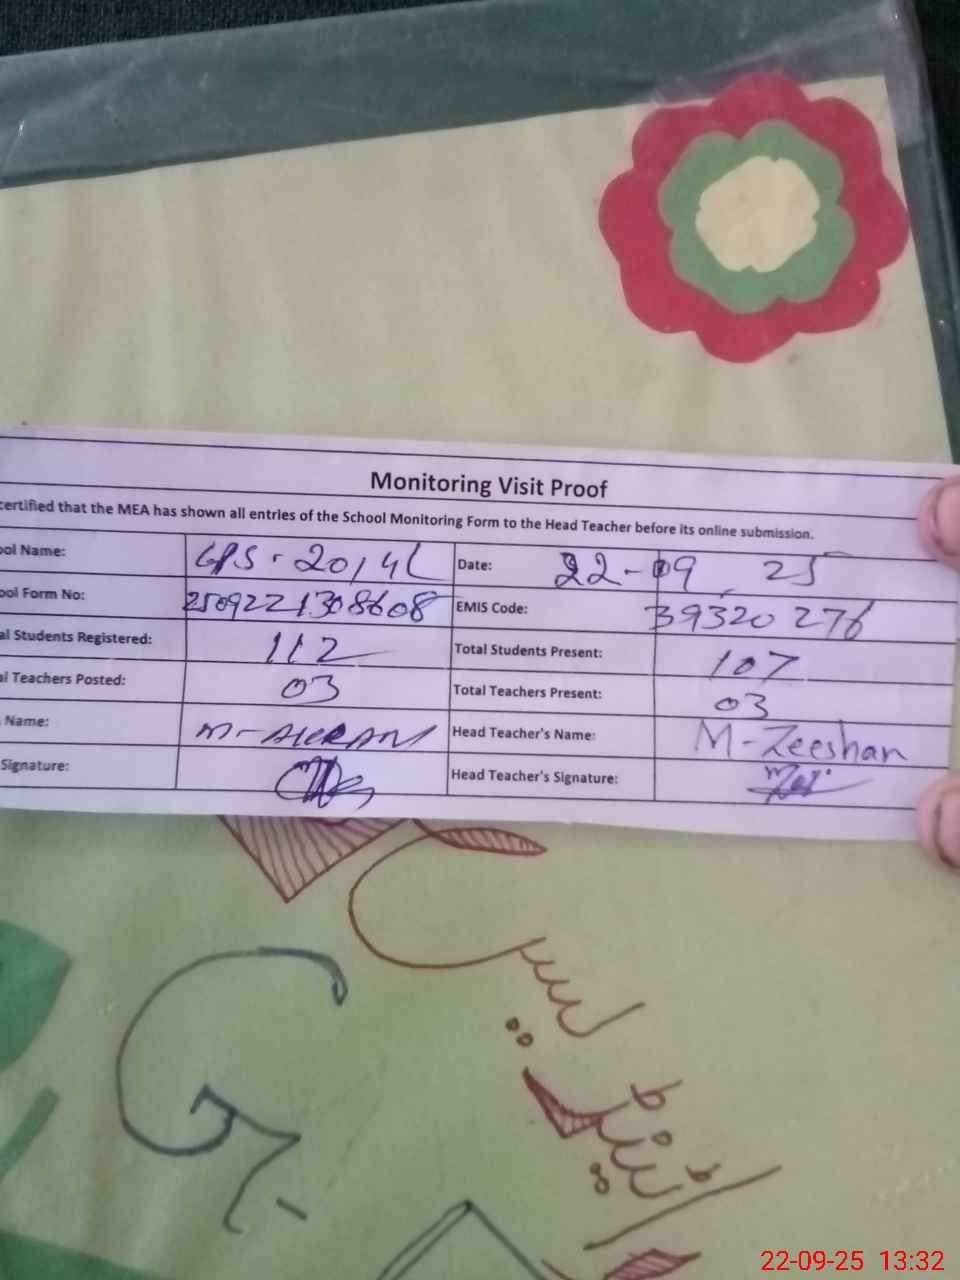 Monitoring Visit Proof
certified that the MEA has shown all entries of the School Monitoring Form to the Head Teacher before its online submission.
ool Name: GPS. 201 Date: 22-09, 25
ool Form No: 2509221308608 EMIS Code: 39320276
al Students Registered: 112 Total Students Present: 107
al Teachers Posted: 03 Total Teachers Present: 03
Name: M-AKRAM Head Teacher's Name: M-Zeeshan
Signature: Head Teacher's Signature:
22-09-25 13:32